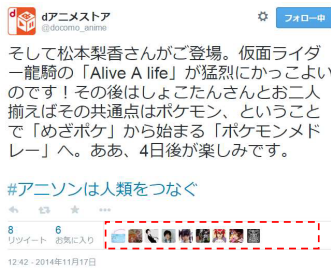 dアニメストア
@docomo_anime
フォロー中
そして松本梨香さんがご登場。仮面ライダ
ー龍騎の「Alive A life」が猛烈にかっこよい
のです！その後はしょこたんさんとお二人
揃えばその共通点はポケモン、ということ
で「めざポケ」から始まる「ポケモンメド
レー」へ。ああ、4日後が楽しみです。
#アニソンは人類をつなぐ
8 6
リツイート お気に入り
12:42 - 2014年11月17日